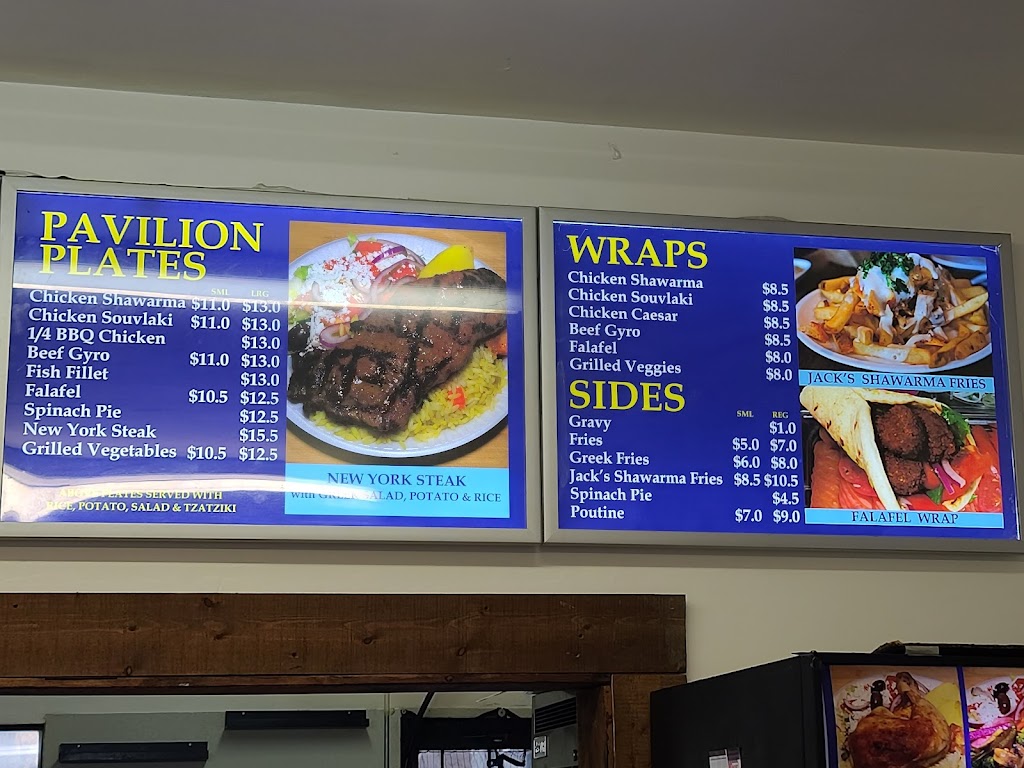 PAVILION
PLATES
SML LRG
Chicken Shawarma $11.0 $13.0
Chicken Souvlaki $11.0 $13.0
1/4 BBQ Chicken $13.0
Beef Gyro $11.0 $13.0
Fish Fillet $13.0
Falafel $10.5 $12.5
Spinach Pie $12.5
New York Steak $15.5
Grilled Vegetables $10.5 $12.5
ABOVE PLATES SERVED WITH
RICE, POTATO, SALAD & TZATZIKI
NEW YORK STEAK
with GREEK SALAD, POTATO & RICE
WRAPS
Chicken Shawarma $8.5
Chicken Souvlaki $8.5
Chicken Caesar $8.5
Beef Gyro $8.5
Falafel $8.0
Grilled Veggies $8.0
SIDES
SML REG
Gravy $1.0
Fries $5.0 $7.0
Greek Fries $6.0 $8.0
Jack's Shawarma Fries $8.5 $10.5
Spinach Pie $4.5
Poutine $7.0 $9.0
JACK'S SHAWARMA FRIES
FALAFEL WRAP